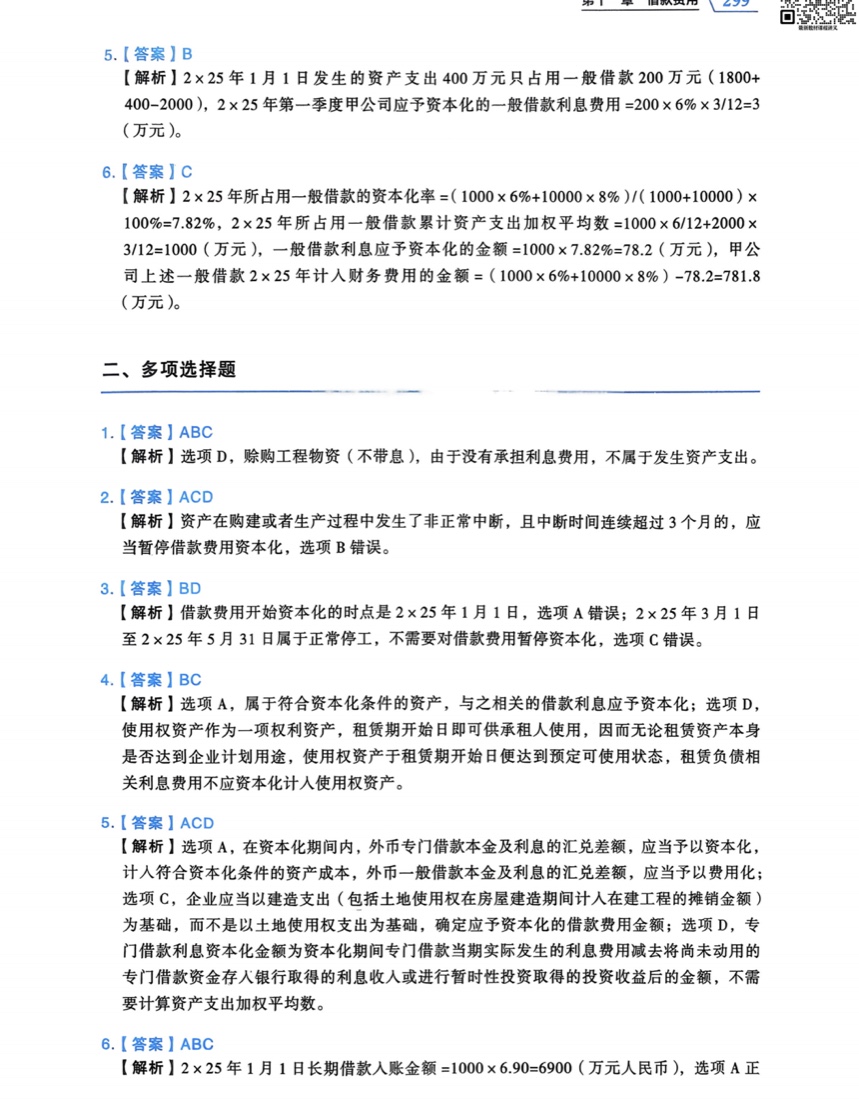 第十一章 借款费用 299
5.【答案】B
【解析】2×25 年 1 月 1 日发生的资产支出 400 万元只占用一般借款 200 万元（1800+
400-2000），2×25 年第一季度甲公司应予资本化的一般借款利息费用 =200×6%×3/12=3
（万元）。
6.【答案】C
【解析】2×25 年所占用一般借款的资本化率 =（1000×6%+10000×8%）/（1000+10000）×
100%=7.82%，2×25 年所占用一般借款累计资产支出加权平均数 =1000×6/12+2000×
3/12=1000（万元），一般借款利息应予资本化的金额 =1000×7.82%=78.2（万元），甲公
司上述一般借款 2×25 年计入财务费用的金额 =（1000×6%+10000×8%）-78.2=781.8
（万元）。
二、多项选择题
1.【答案】ABC
【解析】选项 D，赊购工程物资（不带息），由于没有承担利息费用，不属于发生资产支出。
2.【答案】ACD
【解析】资产在购建或者生产过程中发生了非正常中断，且中断时间连续超过 3 个月的，应
当暂停借款费用资本化，选项 B 错误。
3.【答案】BD
【解析】借款费用开始资本化的时点是 2×25 年 1 月 1 日，选项 A 错误；2×25 年 3 月 1 日
至 2×25 年 5 月 31 日属于正常停工，不需要对借款费用暂停资本化，选项 C 错误。
4.【答案】BC
【解析】选项 A，属于符合资本化条件的资产，与之相关的借款利息应予资本化；选项 D，
使用权资产作为一项权利资产，租赁期开始日即可供承租人使用，因而无论租赁资产本身
是否达到企业计划用途，使用权资产于租赁期开始日便达到预定可使用状态，租赁负债相
关利息费用不应资本化计入使用权资产。
5.【答案】ACD
【解析】选项 A，在资本化期间内，外币专门借款本金及利息的汇兑差额，应当予以资本化，
计入符合资本化条件的资产成本，外币一般借款本金及利息的汇兑差额，应当予以费用化；
选项 C，企业应当以建造支出（包括土地使用权在房屋建造期间计入在建工程的摊销金额）
为基础，而不是以土地使用权支出为基础，确定应予资本化的借款费用金额；选项 D，专
门借款利息资本化金额为资本化期间专门借款当期实际发生的利息费用减去将尚未动用的
专门借款资金存入银行取得的利息收入或进行暂时性投资取得的投资收益后的金额，不需
要计算资产支出加权平均数。
6.【答案】ABC
【解析】2×25 年 1 月 1 日长期借款入账金额 =1000×6.90=6900（万元人民币），选项 A 正